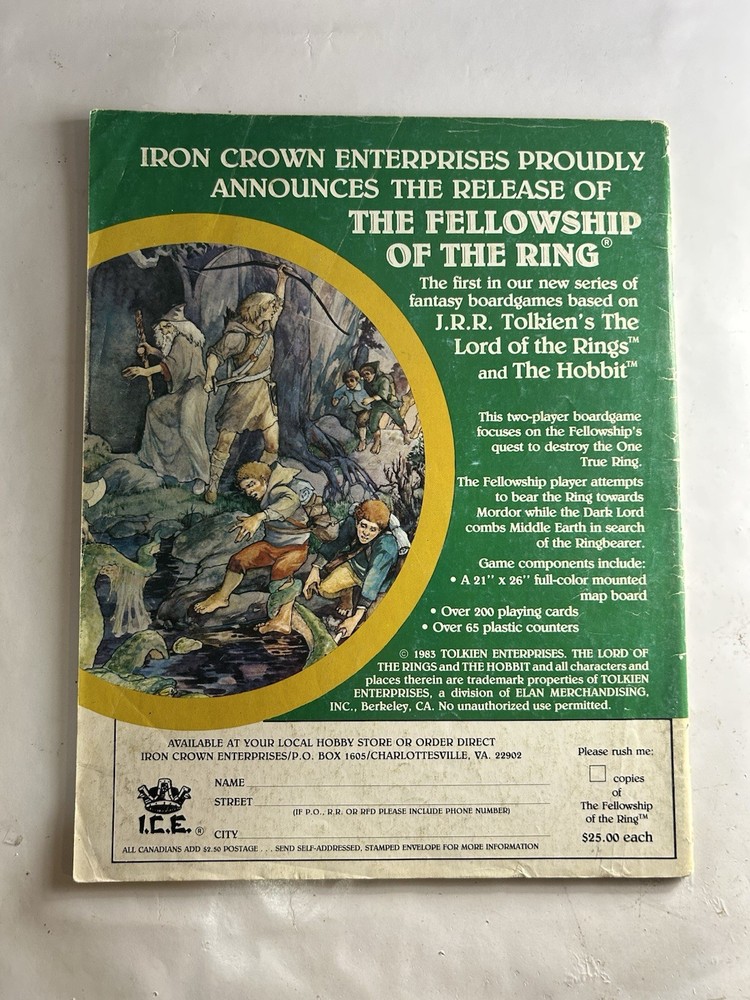 IRON CROWN ENTERPRISES PROUDLY
ANNOUNCES THE RELEASE OF
THE FELLOWSHIP
OF THE RING®
The first in our new series of
fantasy boardgames based on
J.R.R. Tolkien's The
Lord of the Rings™
and The Hobbit™
This two-player boardgame
focuses on the Fellowship's
quest to destroy the One
True Ring.
The Fellowship player attempts
to bear the Ring towards
Mordor while the Dark Lord
combs Middle Earth in search
of the Ringbearer.
Game components include:
• A 21" x 26" full-color mounted
map board
• Over 200 playing cards
• Over 65 plastic counters
© 1983 TOLKIEN ENTERPRISES. THE LORD OF
THE RINGS and THE HOBBIT and all characters and
places therein are trademark properties of TOLKIEN
ENTERPRISES, a division of ELAN MERCHANDISING,
INC., Berkeley, CA. No unauthorized use permitted.
AVAILABLE AT YOUR LOCAL HOBBY STORE OR ORDER DIRECT
IRON CROWN ENTERPRISES/P.O. BOX 1605/CHARLOTTESVILLE, VA. 22902
I.C.E.®
NAME
STREET
(IF P.O., R.R. OR RFD PLEASE INCLUDE PHONE NUMBER)
CITY
ALL CANADIANS ADD $2.50 POSTAGE . . . SEND SELF-ADDRESSED, STAMPED ENVELOPE FOR MORE INFORMATION
Please rush me:
copies
of
The Fellowship
of the Ring™
$25.00 each